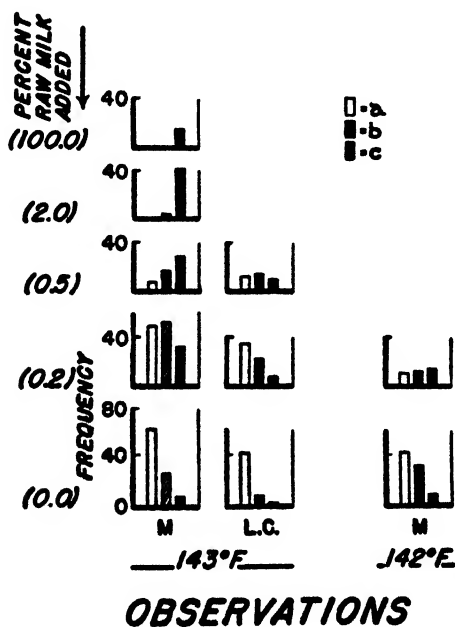 PERCENT
RAW MILK
ADDED
40
(100.0)
□=a
■=b
■=c
40
(2.0)
40
(0.5)
40
(0.2)
FREQUENCY
80
40
0
(0.0)
M L.C. M
143°F. 142°F.
OBSERVATIONS